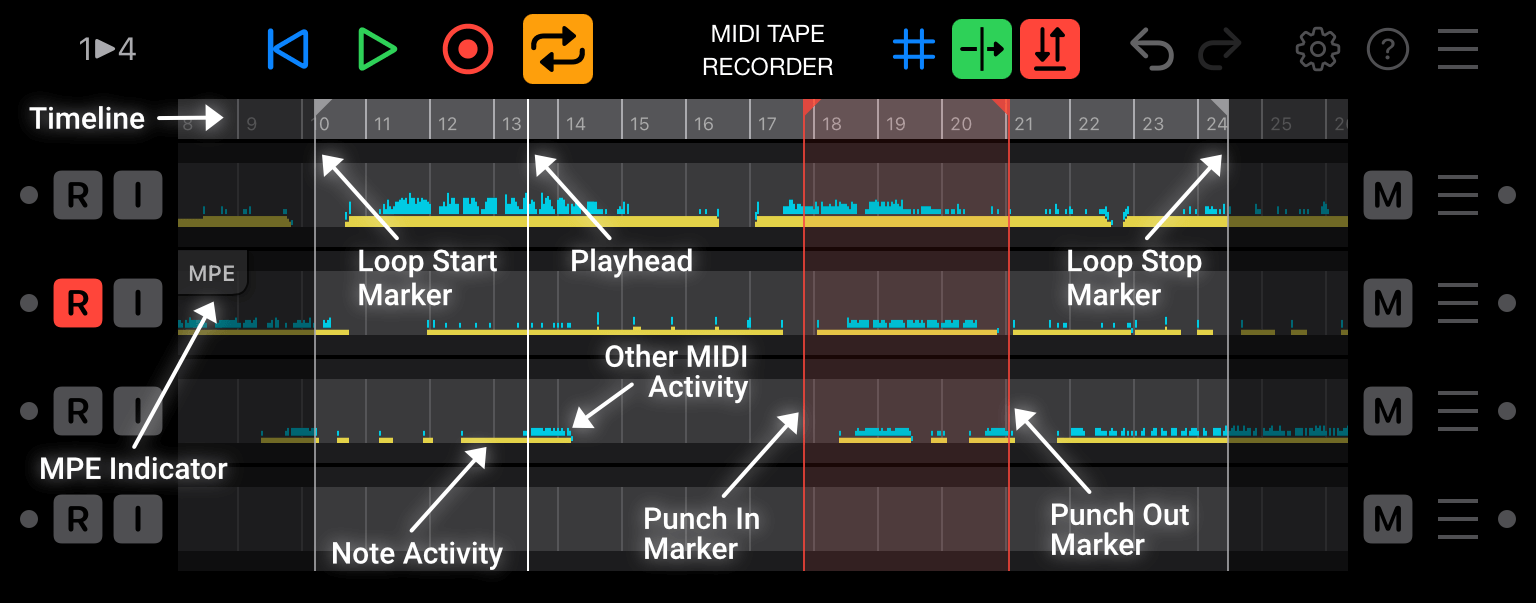 1▶4
MIDI TAPE
RECORDER
?
Timeline
8 9 10 11 12 13 14 15 16 17 18 19 20 21 22 23 24 25 26
R I M
Loop Start
Marker
Playhead
Loop Stop
Marker
MPE
R I M
Other MIDI
Activity
R I M
MPE Indicator
R I M
Note Activity
Punch In
Marker
Punch Out
Marker